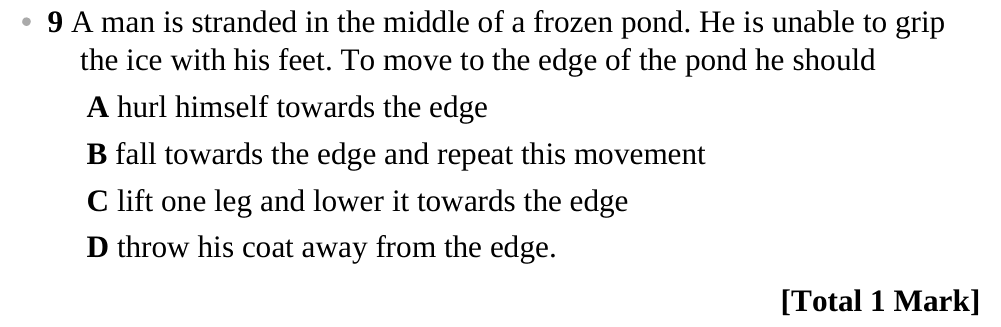 • 9 A man is stranded in the middle of a frozen pond. He is unable to grip
the ice with his feet. To move to the edge of the pond he should
A hurl himself towards the edge
B fall towards the edge and repeat this movement
C lift one leg and lower it towards the edge
D throw his coat away from the edge.
[Total 1 Mark]